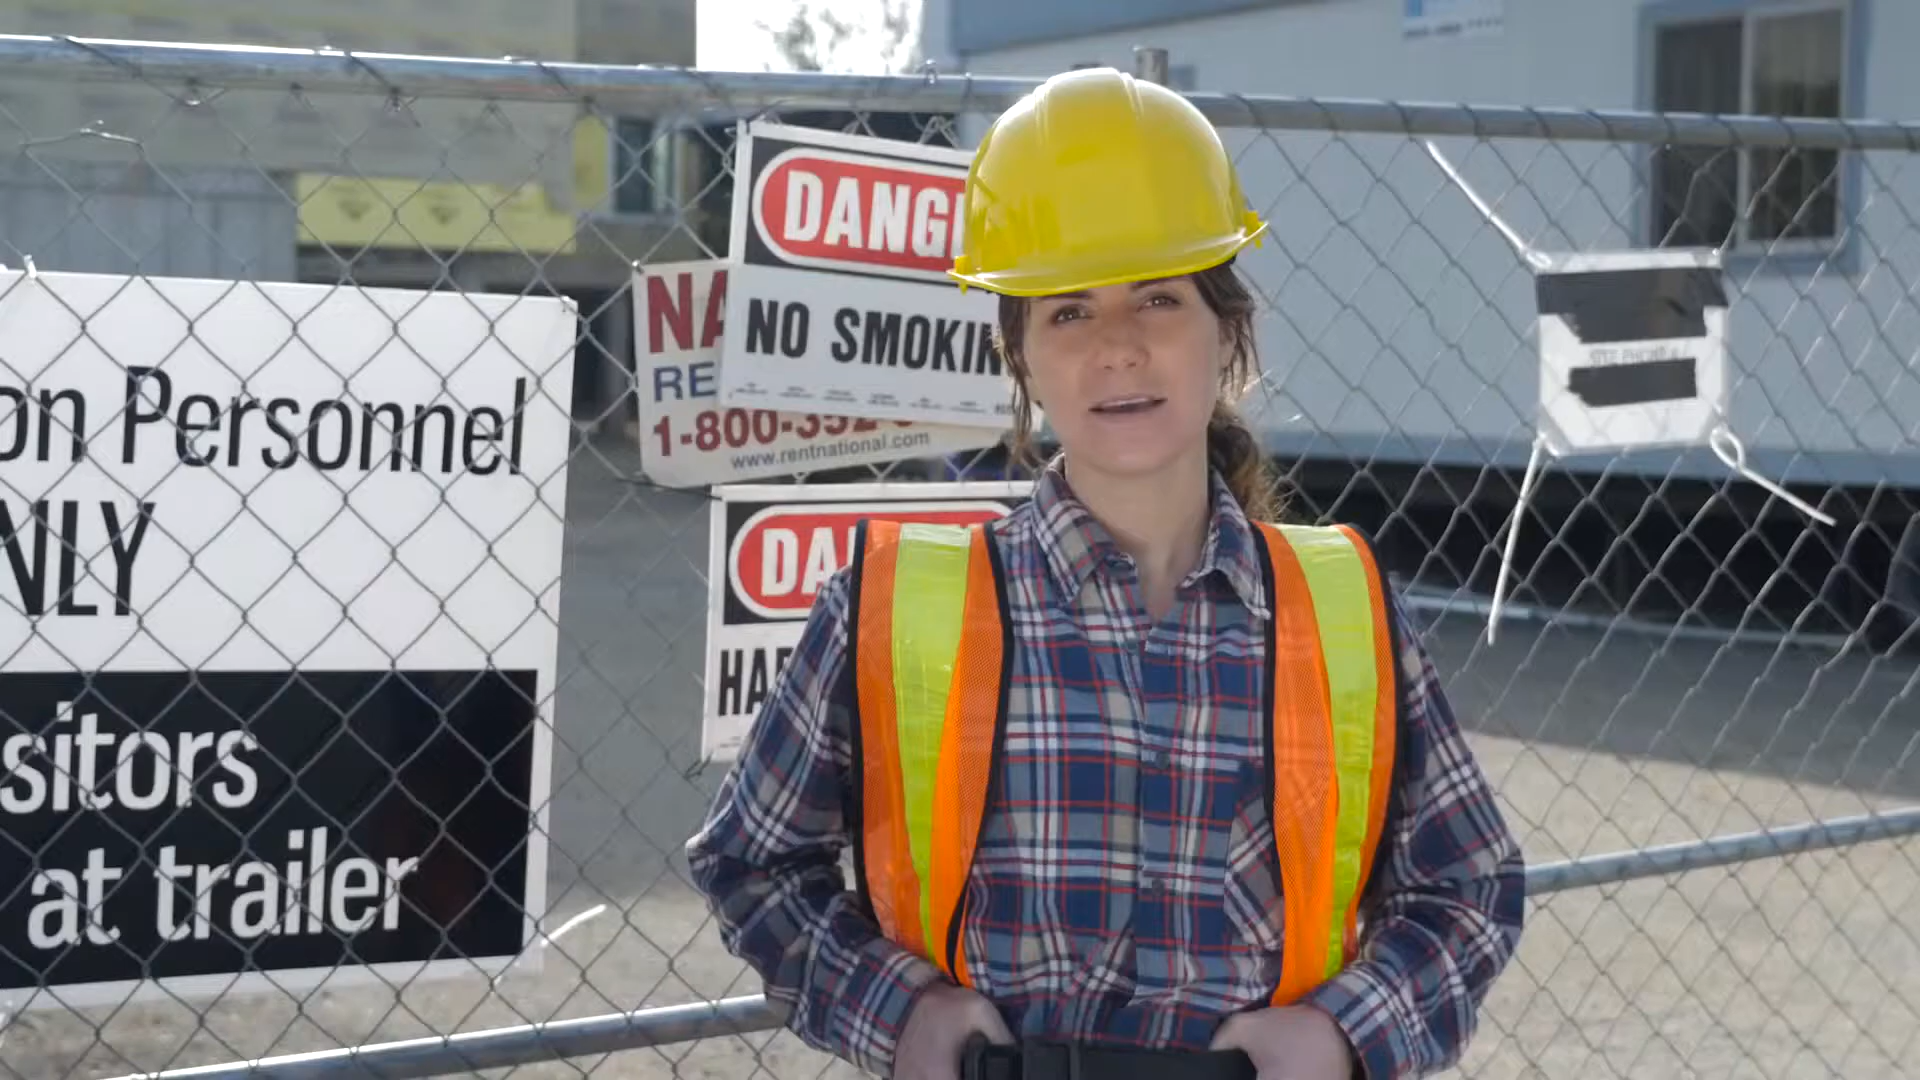 on Personnel
NLY
sitors
at trailer
DANG
NO SMOKIN
NA
RE
1-800-352-
www.rentnational.com
DA
HA